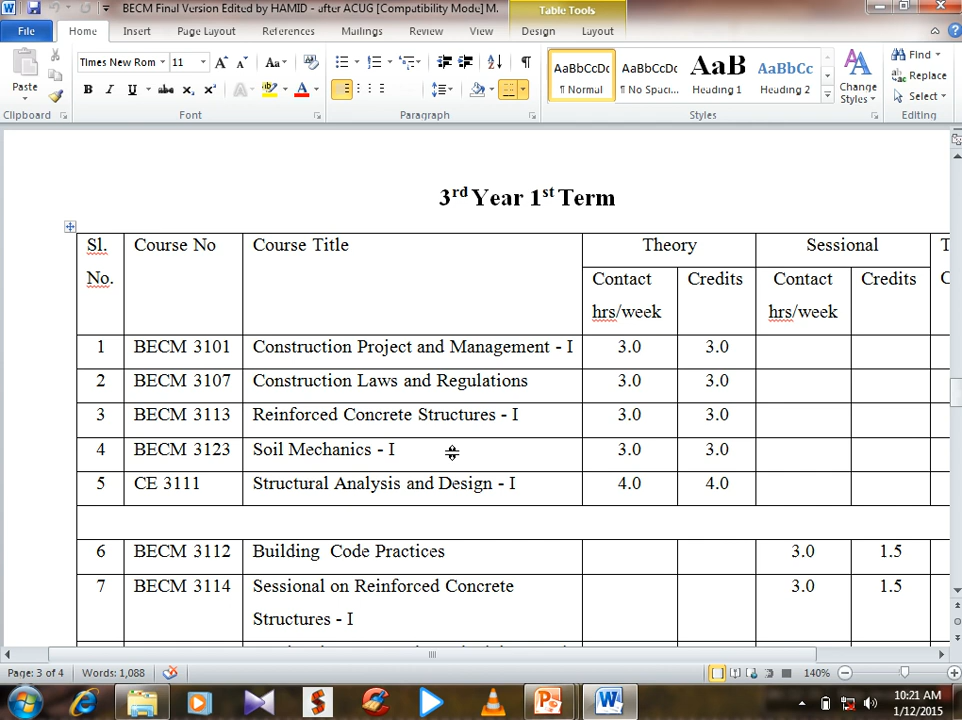 BECM Final Version Edited by HAMID - after ACUG [Compatibility Mode] M.
Table Tools
File
Home
Insert
Page Layout
References
Mailings
Review
View
Design
Layout
Paste
Clipboard
Times New Rom
11
Aa
B I U abc x₂ x²
Font
Paragraph
AaBbCcDc
¶ Normal
AaBbCcDc
¶ No Spaci...
AaB
Heading 1
AaBbCc
Heading 2
Change
Styles
Styles
Find
Replace
Select
Editing
3rd Year 1st Term
Sl. No. Course No Course Title Theory Sessional T
Contact hrs/week Credits Contact hrs/week Credits C
1 BECM 3101 Construction Project and Management - I 3.0 3.0
2 BECM 3107 Construction Laws and Regulations 3.0 3.0
3 BECM 3113 Reinforced Concrete Structures - I 3.0 3.0
4 BECM 3123 Soil Mechanics - I 3.0 3.0
5 CE 3111 Structural Analysis and Design - I 4.0 4.0
6 BECM 3112 Building Code Practices 3.0 1.5
7 BECM 3114 Sessional on Reinforced Concrete 3.0 1.5
Structures - I
Page: 3 of 4
Words: 1,088
140%
10:21 AM
1/12/2015